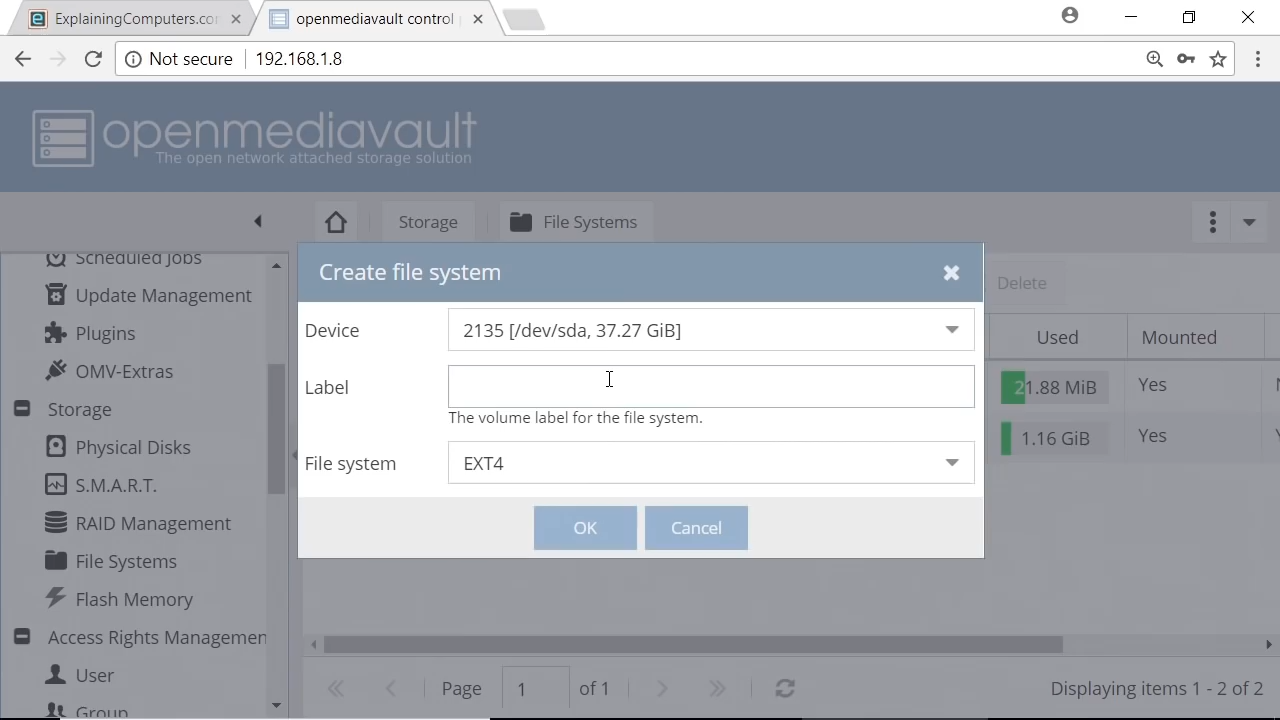 ExplainingComputers.co
openmediavault control
Not secure
192.168.1.8
openmediavault
The open network attached storage solution
Storage
File Systems
Scheduled Jobs
Update Management
Plugins
OMV-Extras
Storage
Physical Disks
S.M.A.R.T.
RAID Management
File Systems
Flash Memory
Access Rights Managemen
User
Group
Delete
Used
Mounted
21.88 MiB
Yes
1.16 GiB
Yes
Create file system
Device
2135 [/dev/sda, 37.27 GiB]
Label
The volume label for the file system.
File system
EXT4
OK
Cancel
Page
1
of 1
Displaying items 1 - 2 of 2